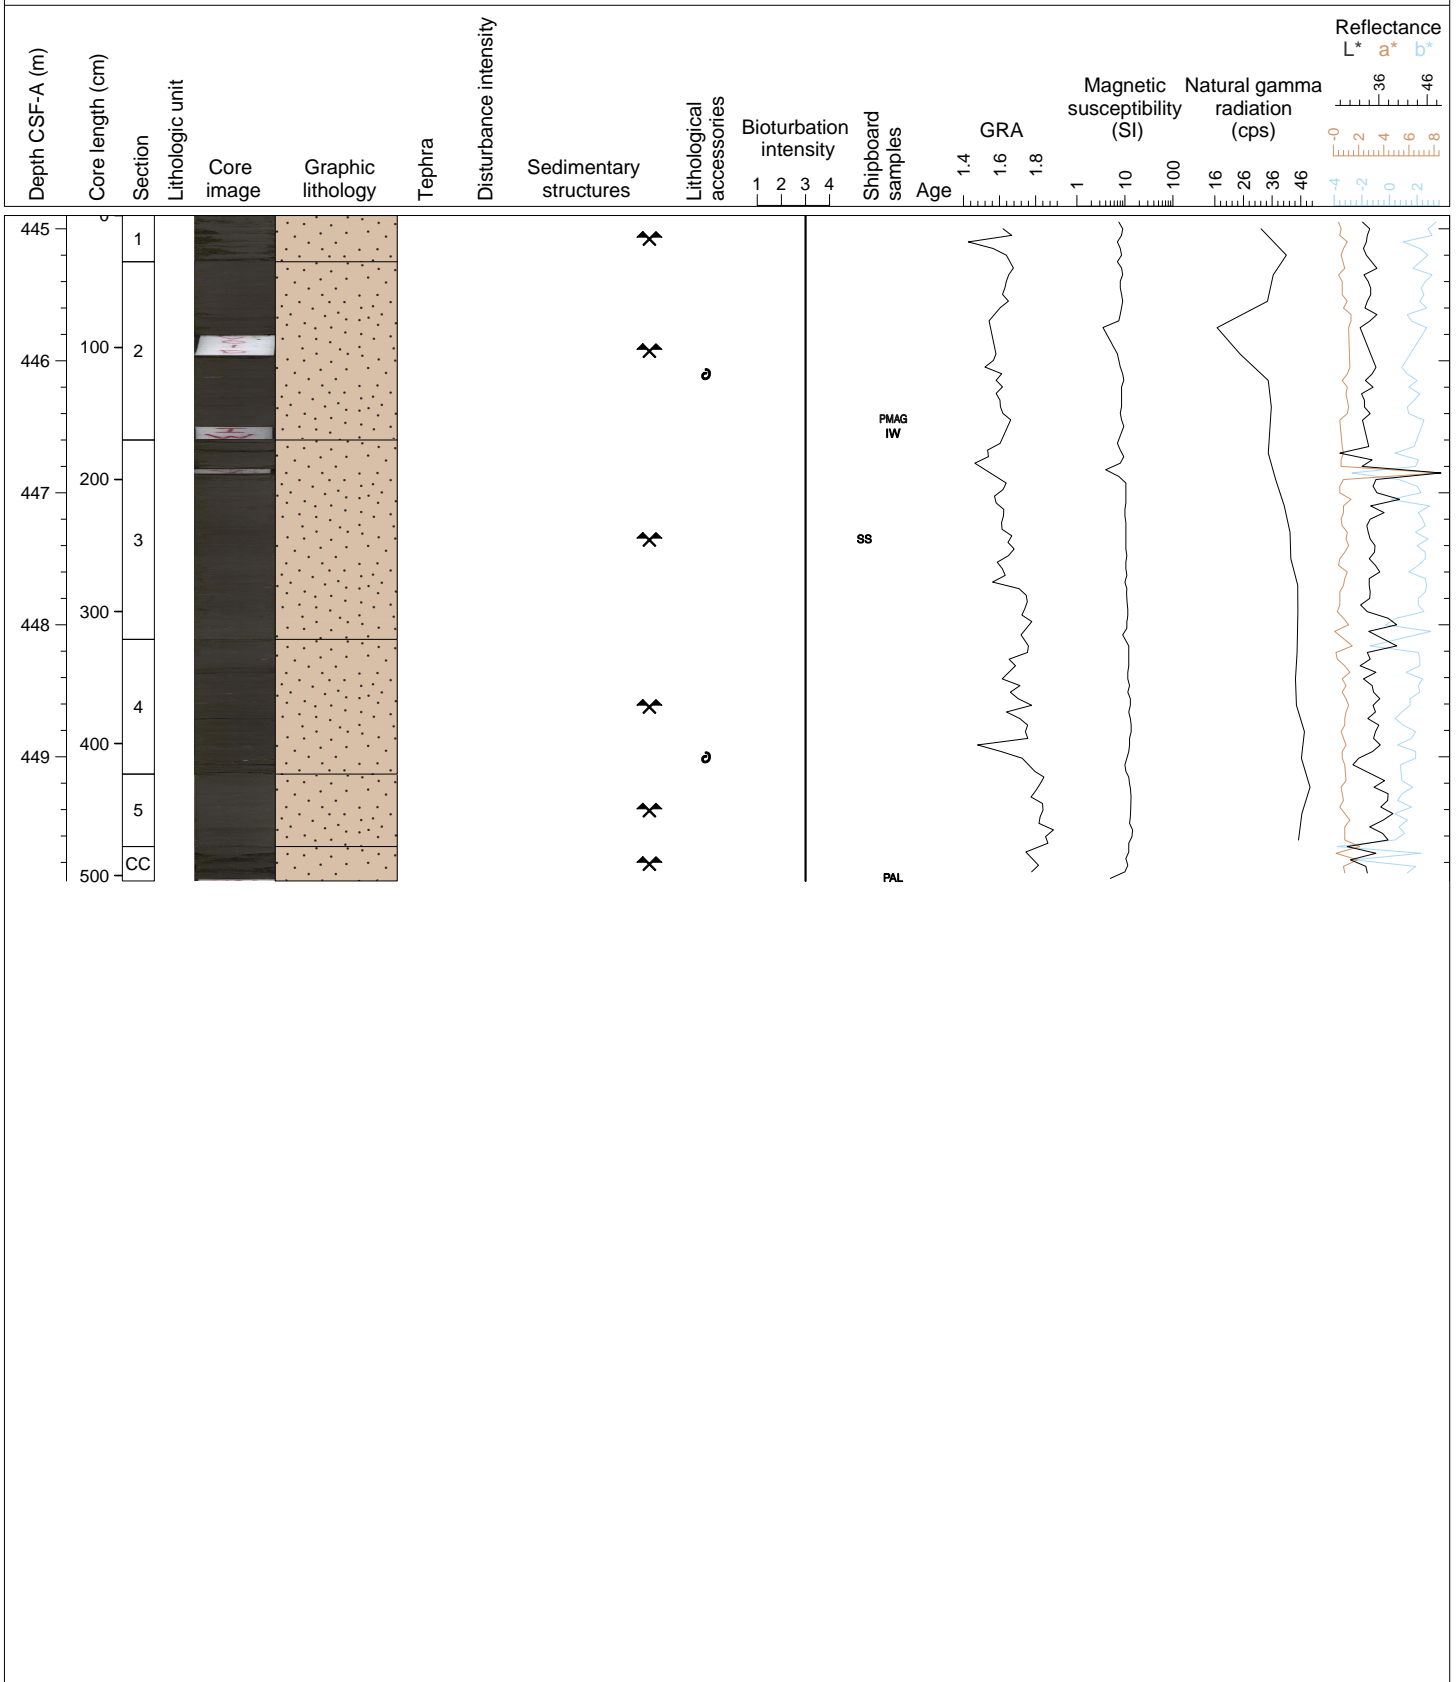 Depth CSF-A (m)
Core length (cm)
Section
Lithologic unit
Core
image
Graphic
lithology
Tephra
Disturbance intensity
Sedimentary
structures
Lithological
accessories
Bioturbation
intensity
1 2 3 4
Shipboard
samples
Age
GRA
1.4 1.6 1.8
Magnetic
susceptibility
(SI)
1 10 100
Natural gamma
radiation
(cps)
16 26 36 46
Reflectance
L* a* b*
36 46
-0 2 4 6 8
-4 -2 0 2
445
446
447
448
449
0
100
200
300
400
500
1
2
3
4
5
CC
PMAG
IW
SS
PAL